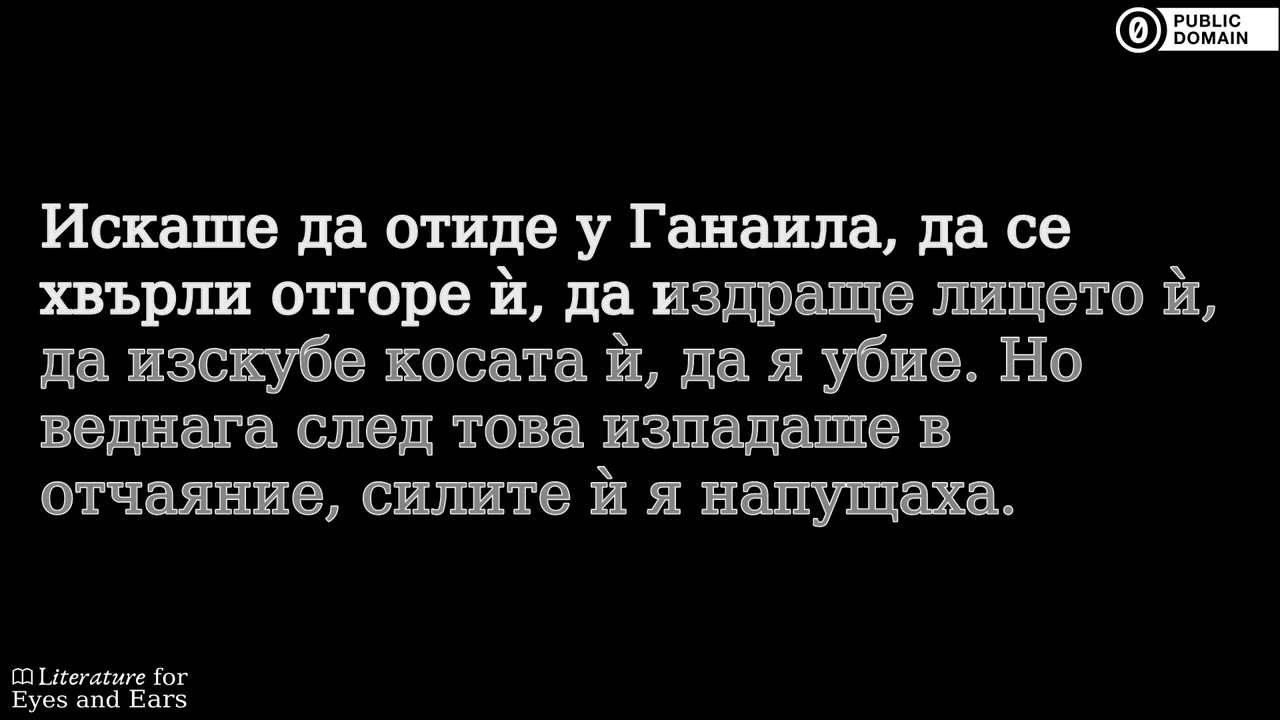 PUBLIC
DOMAIN
Искаше да отиде у Ганаила, да се
хвърли отгоре ѝ, да издраще лицето ѝ,
да изскубе косата ѝ, да я убие. Но
веднага след това изпадаше в
отчаяние, силите ѝ я напущаха.
Literature for
Eyes and Ears